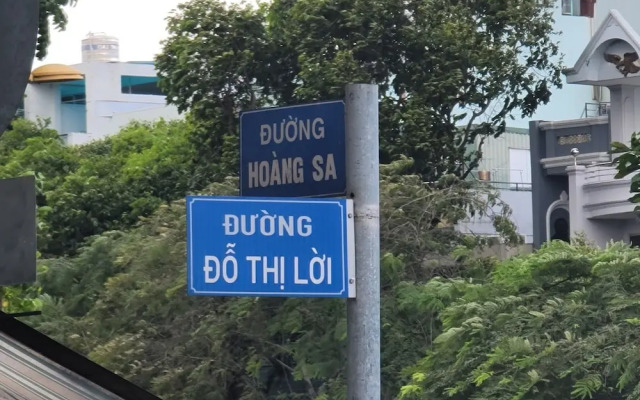 ĐƯỜNG
HOÀNG SA
ĐƯỜNG
ĐỖ THỊ LỜI